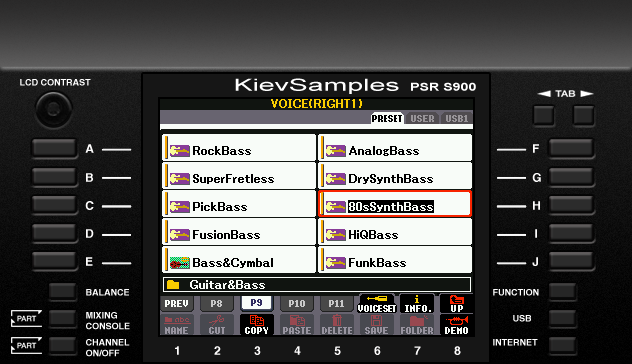 LCD CONTRAST
KievSamples PSR S900
TAB
VOICE(RIGHT1)
PRESET USER USB1
A RockBass AnalogBass F
B SuperFretless DrySynthBass G
C PickBass 80sSynthBass H
D FusionBass HiQBass I
E Bass&Cymbal FunkBass J
Guitar&Bass
BALANCE FUNCTION
PREV P8 P9 P10 P11 VOICESET INFO. UP
PART MIXING CONSOLE USB
NAME CUT COPY PASTE DELETE SAVE FOLDER DEMO
PART CHANNEL ON/OFF INTERNET
1 2 3 4 5 6 7 8